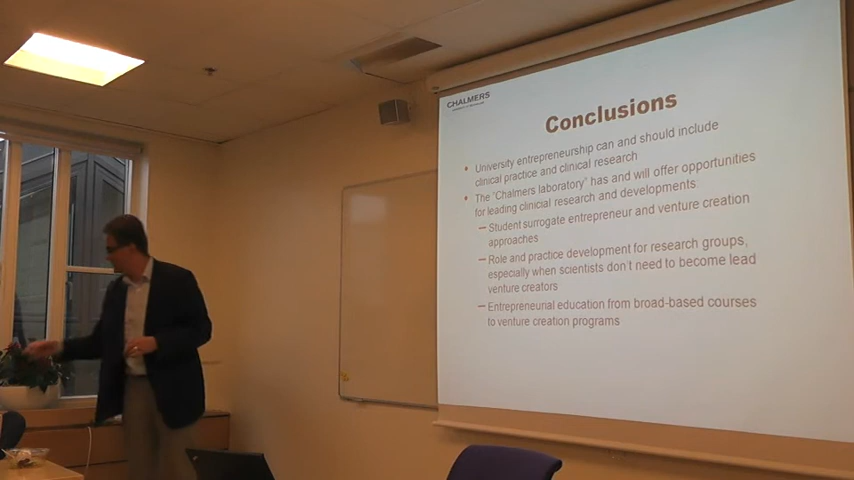 CHALMERS
Conclusions
• University entrepreneurship can and should include
clinical practice and clinical research
• The "Chalmers laboratory" has and will offer opportunities
for leading clinicial research and developments
– Student surrogate entrepreneur and venture creation
approaches
– Role and practice development for research groups,
especially when scientists don't need to become lead
venture creators
– Entrepreneurial education from broad-based courses
to venture creation programs